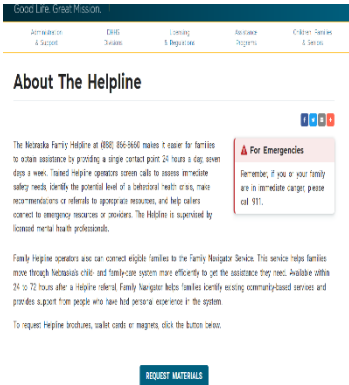 Good Life. Great Mission.
Administration
& Support
DHHS
Divisions
Licensing
& Regulations
Assistance
Programs
Children, Families
& Seniors
About The Helpline
The Nebraska Family Helpline at (888) 866-8660 makes it easier for families
to obtain assistance by providing a single contact point 24 hours a day, seven
days a week. Trained Helpline operators screen calls to assess immediate
safety needs, identify the potential level of a behavioral health crisis, make
recommendations or referrals to appropriate resources, and help callers
connect to emergency resources or providers. The Helpline is supervised by
licensed mental health professionals.
For Emergencies
Remember, if you or your family
are in immediate danger, please
call 911.
Family Helpline operators also can connect eligible families to the Family Navigator Service. This service helps families
move through Nebraska's child- and family-care system more efficiently to get the assistance they need. Available within
24 to 72 hours after a Helpline referral, Family Navigator helps families identify existing community-based services and
provides support from people who have had personal experience in the system.
To request Helpline brochures, wallet cards or magnets, click the button below.
REQUEST MATERIALS